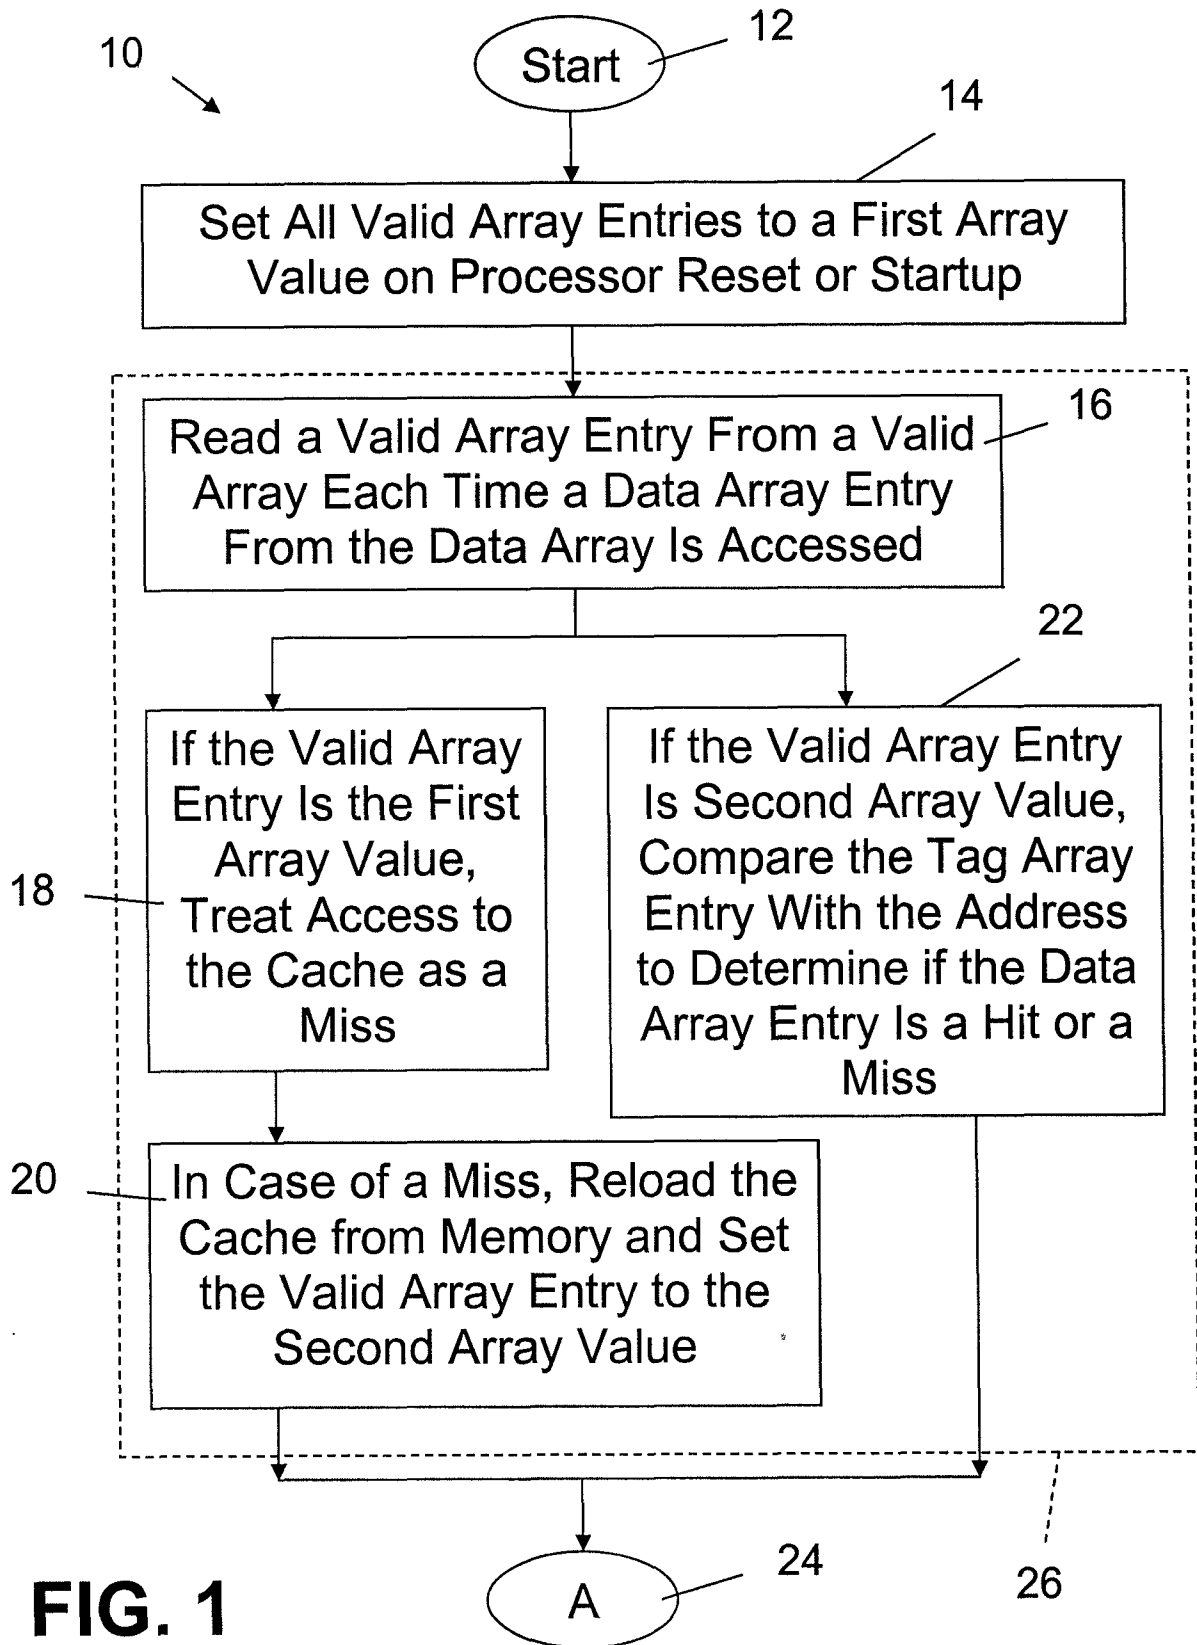 12
Start
10
14
Set All Valid Array Entries to a First Array
Value on Processor Reset or Startup
16
Read a Valid Array Entry From a Valid
Array Each Time a Data Array Entry
From the Data Array Is Accessed
22
If the Valid Array
Entry Is the First
Array Value,
Treat Access to
the Cache as a
Miss
18
If the Valid Array Entry
Is Second Array Value,
Compare the Tag Array
Entry With the Address
to Determine if the Data
Array Entry Is a Hit or a
Miss
20
In Case of a Miss, Reload the
Cache from Memory and Set
the Valid Array Entry to the
Second Array Value
24
A
26
FIG. 1